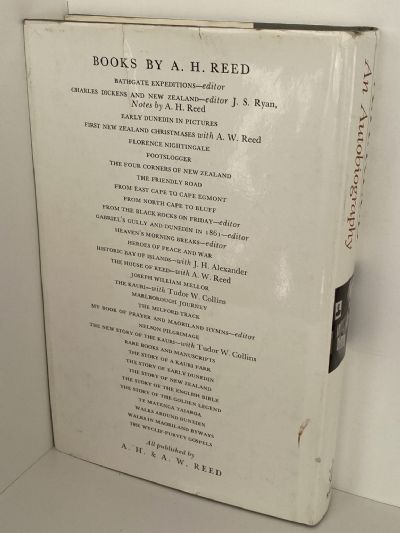 BOOKS BY A. H. REED
BATHGATE EXPEDITIONS—editor
CHARLES DICKENS AND NEW ZEALAND—editor J. S. Ryan,
Notes by A. H. Reed
EARLY DUNEDIN IN PICTURES
FIRST NEW ZEALAND CHRISTMASES with A. W. Reed
FLORENCE NIGHTINGALE
FOOTSLOGGER
THE FOUR CORNERS OF NEW ZEALAND
THE FRIENDLY ROAD
FROM EAST CAPE TO CAPE EGMONT
FROM NORTH CAPE TO BLUFF
FROM THE BLACK ROCKS ON FRIDAY—editor
GABRIEL'S GULLY AND DUNEDIN IN 1861—editor
HEAVEN'S MORNING BREAKS—editor
HEROES OF PEACE AND WAR
HISTORIC BAY OF ISLANDS—with J. H. Alexander
THE HOUSE OF REED—with A. W. Reed
JOSEPH WILLIAM MELLOR
THE KAURI—with Tudor W. Collins
MARLBOROUGH JOURNEY
THE MILFORD TRACK
MY BOOK OF PRAYER AND MAORILAND HYMNS—editor
NELSON PILGRIMAGE
THE NEW STORY OF THE KAURI—with Tudor W. Collins
RARE BOOKS AND MANUSCRIPTS
THE STORY OF A KAURI PARK
THE STORY OF EARLY DUNEDIN
THE STORY OF NEW ZEALAND
THE STORY OF THE ENGLISH BIBLE
THE STORY OF THE GOLDEN LEGEND
TE MATENGA TAIAROA
WALKS AROUND DUNEDIN
WALKS IN MAORILAND BYWAYS
THE WYCLIF-PURVEY GOSPELS
All published by
A. H. & A. W. REED
An Autobiography